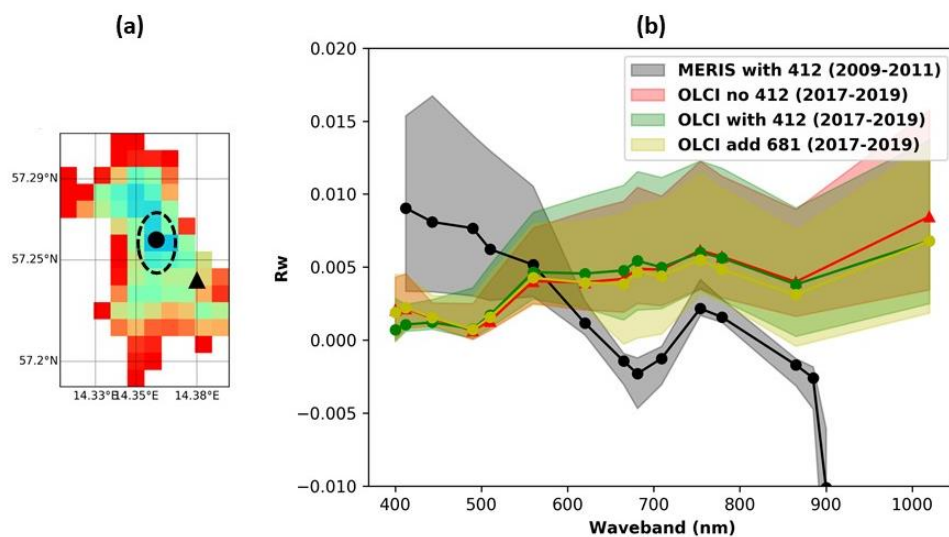 (a)
(b)
57.29°N
57.25°N
57.2°N
14.33°E
14.35°E
14.38°E
0.020
0.015
0.010
0.005
0.000
−0.005
−0.010
Rw
MERIS with 412 (2009-2011)
OLCI no 412 (2017-2019)
OLCI with 412 (2017-2019)
OLCI add 681 (2017-2019)
400
500
600
700
800
900
1000
Waveband (nm)